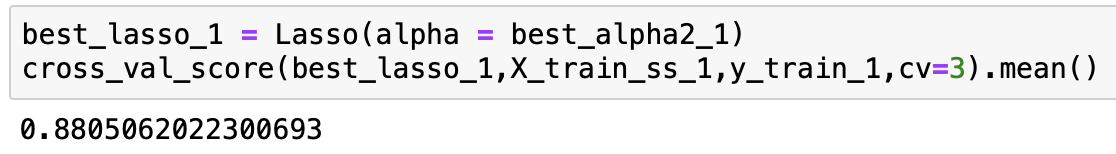 best_lasso_1 = Lasso(alpha = best_alpha2_1)
cross_val_score(best_lasso_1,X_train_ss_1,y_train_1,cv=3).mean()
0.8805062022300693